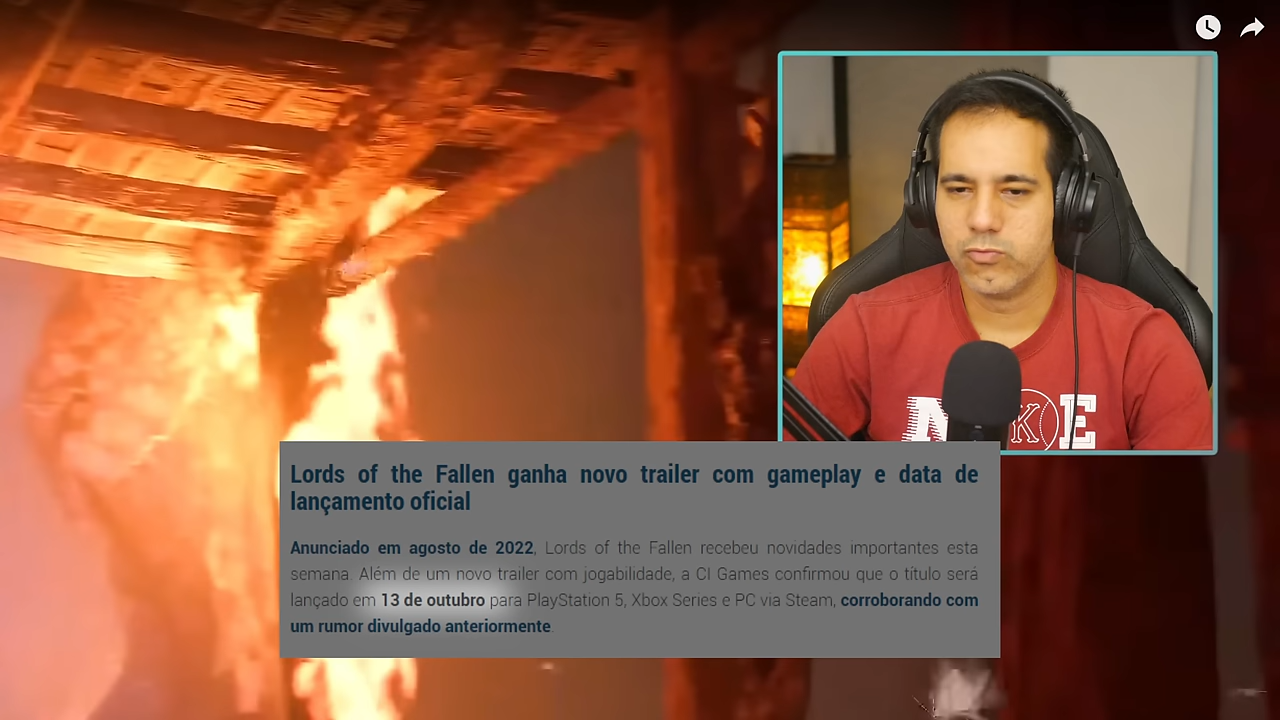 Lords of the Fallen ganha novo trailer com gameplay e data de
lançamento oficial
Anunciado em agosto de 2022, Lords of the Fallen recebeu novidades importantes esta
semana. Além de um novo trailer com jogabilidade, a CI Games confirmou que o título será
lançado em 13 de outubro para PlayStation 5, Xbox Series e PC via Steam, corroborando com
um rumor divulgado anteriormente.